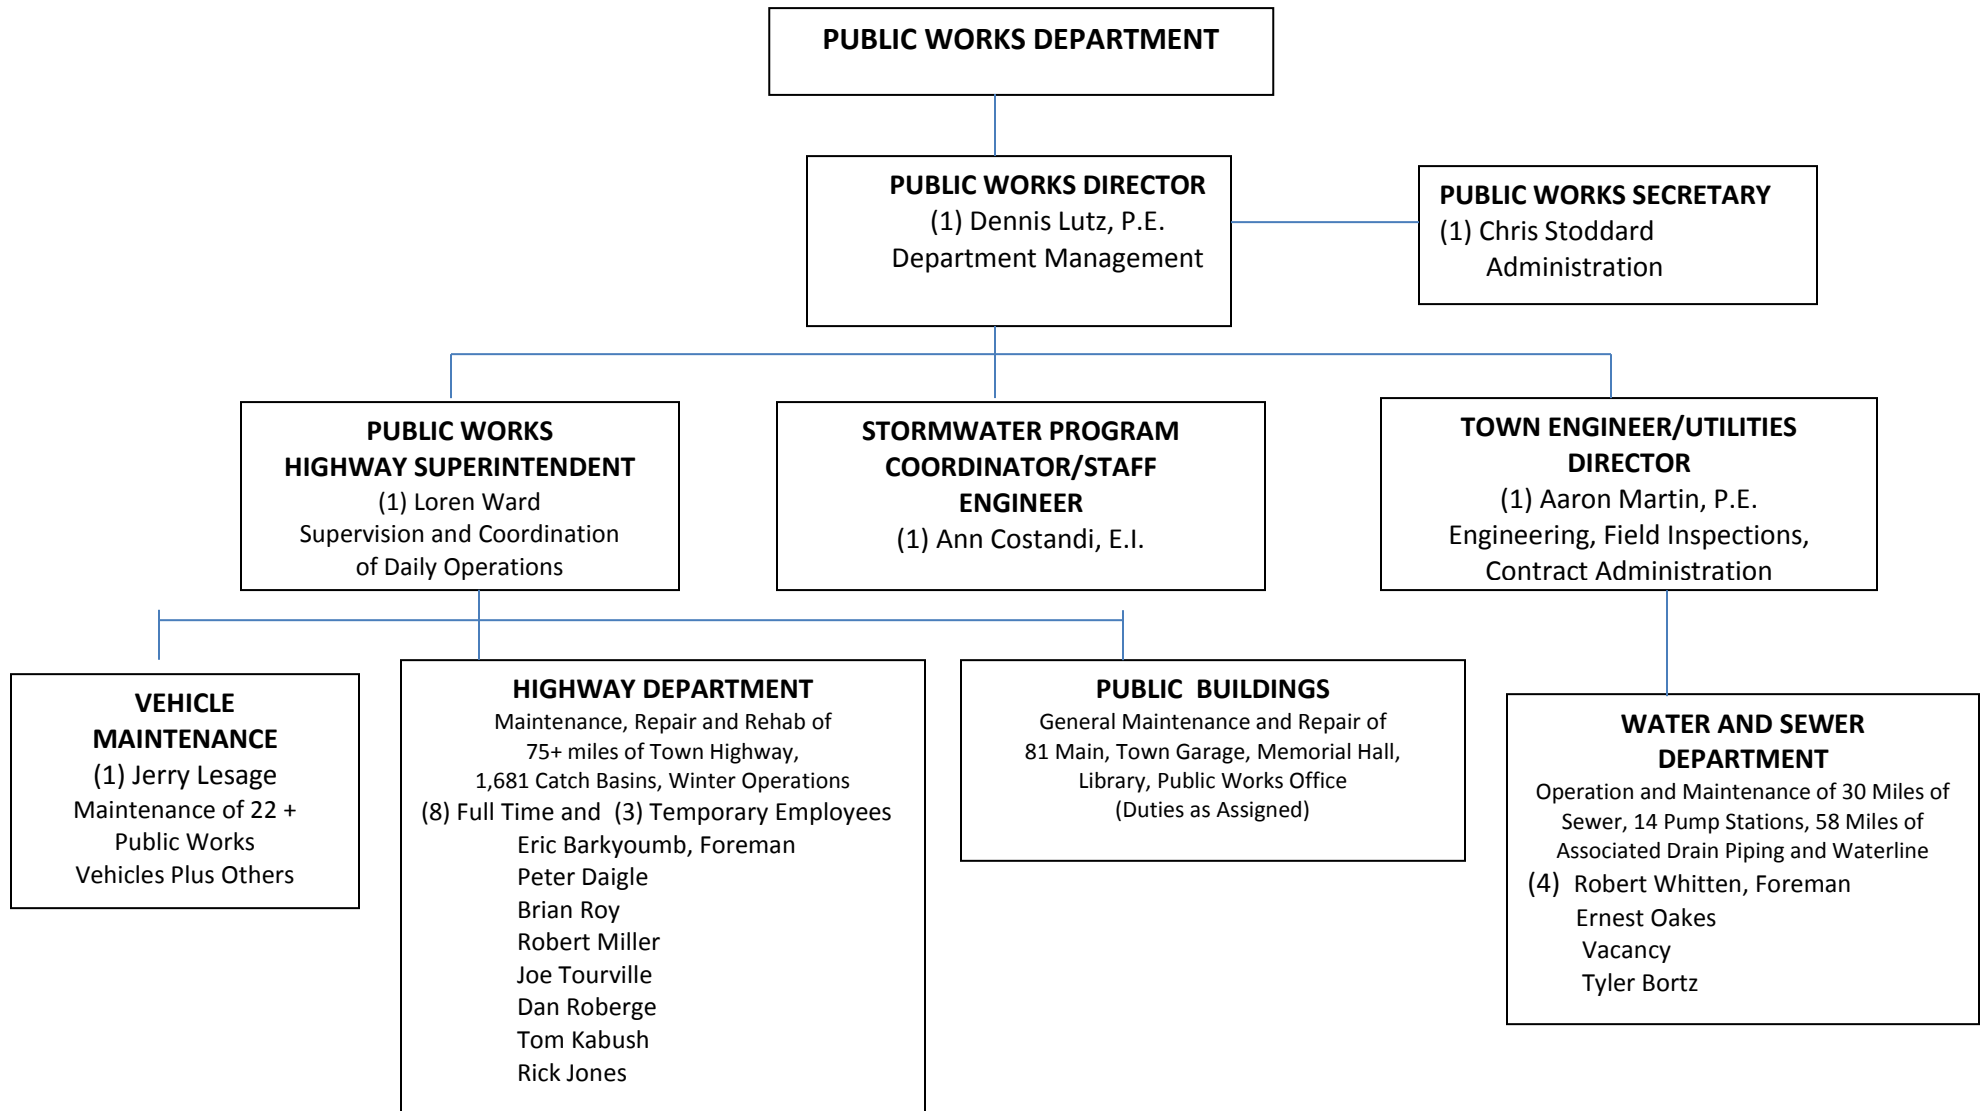 PUBLIC WORKS DEPARTMENT
PUBLIC WORKS DIRECTOR
(1) Dennis Lutz, P.E.
Department Management
PUBLIC WORKS SECRETARY
(1) Chris Stoddard
Administration
PUBLIC WORKS
HIGHWAY SUPERINTENDENT
(1) Loren Ward
Supervision and Coordination
of Daily Operations
STORMWATER PROGRAM
COORDINATOR/STAFF
ENGINEER
(1) Ann Costandi, E.I.
TOWN ENGINEER/UTILITIES
DIRECTOR
(1) Aaron Martin, P.E.
Engineering, Field Inspections,
Contract Administration
VEHICLE
MAINTENANCE
(1) Jerry Lesage
Maintenance of 22 +
Public Works
Vehicles Plus Others
HIGHWAY DEPARTMENT
Maintenance, Repair and Rehab of
75+ miles of Town Highway,
1,681 Catch Basins, Winter Operations
(8) Full Time and (3) Temporary Employees
Eric Barkyoumb, Foreman
Peter Daigle
Brian Roy
Robert Miller
Joe Tourville
Dan Roberge
Tom Kabush
Rick Jones
PUBLIC BUILDINGS
General Maintenance and Repair of
81 Main, Town Garage, Memorial Hall,
Library, Public Works Office
(Duties as Assigned)
WATER AND SEWER
DEPARTMENT
Operation and Maintenance of 30 Miles of
Sewer, 14 Pump Stations, 58 Miles of
Associated Drain Piping and Waterline
(4) Robert Whitten, Foreman
Ernest Oakes
Vacancy
Tyler Bortz